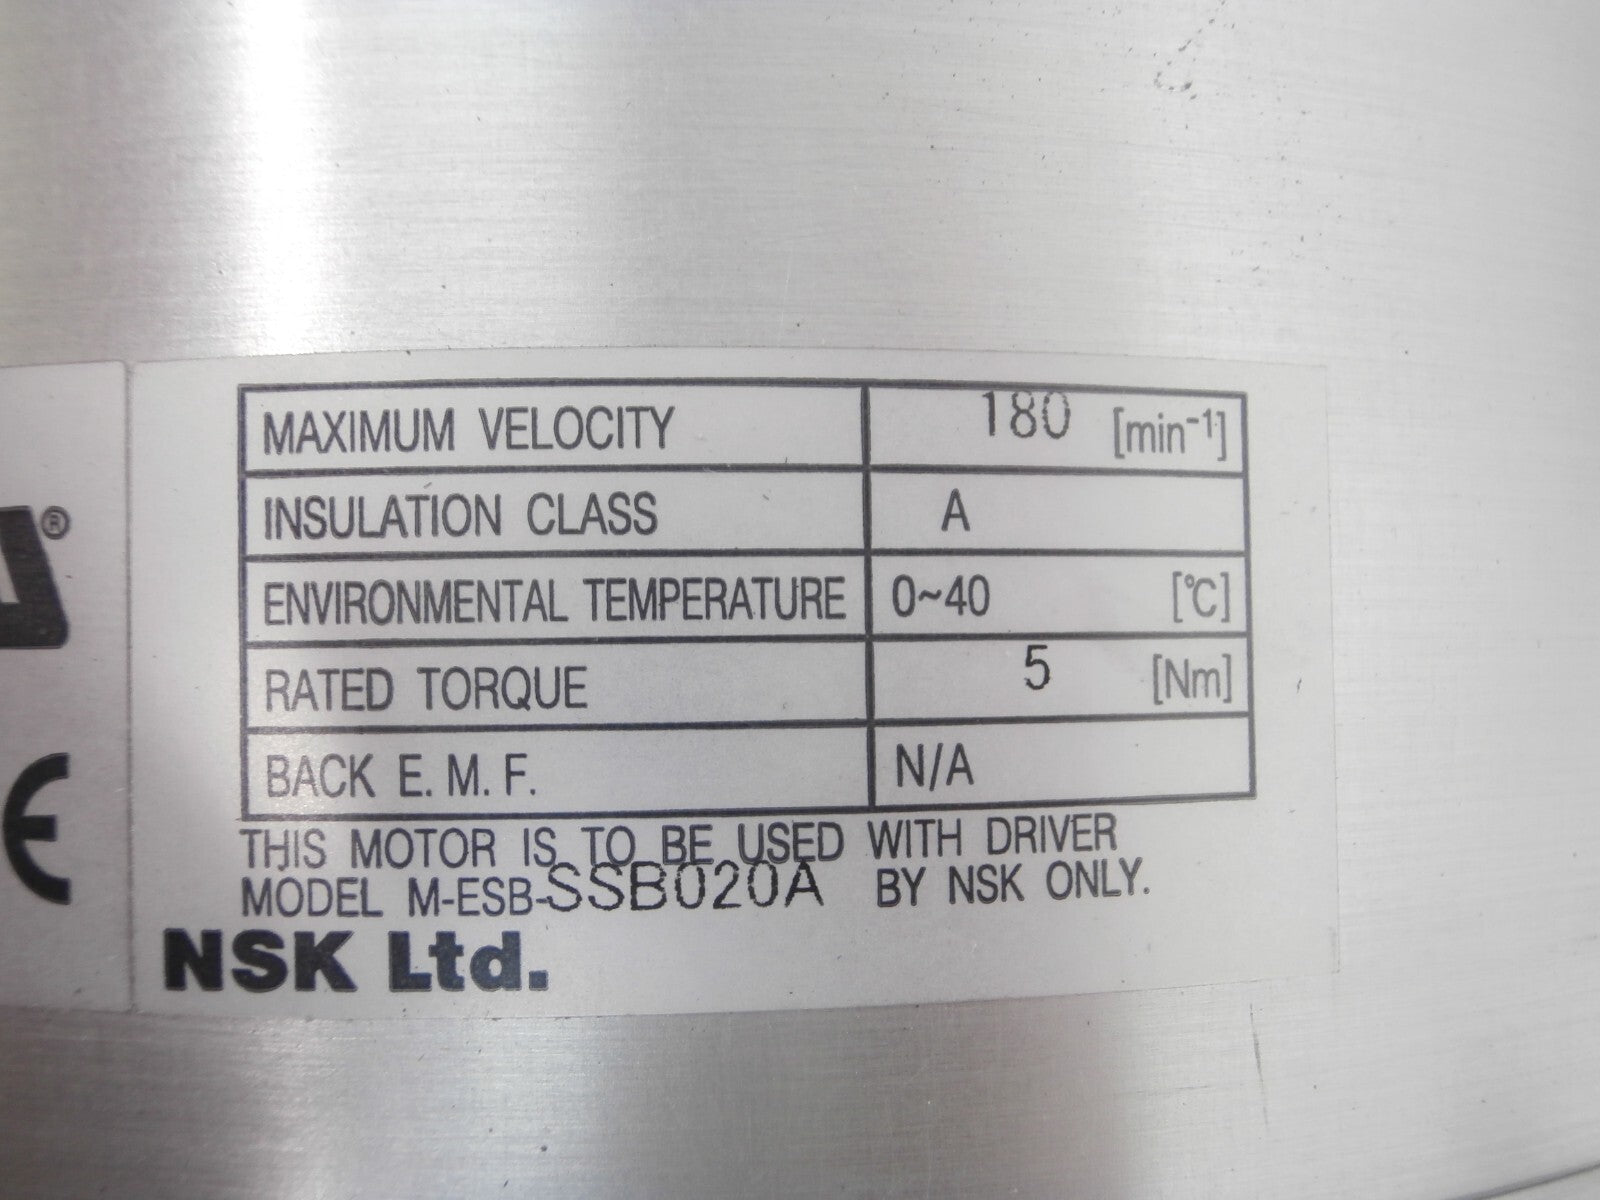 MAXIMUM VELOCITY 180 [min⁻¹]
INSULATION CLASS A
ENVIRONMENTAL TEMPERATURE 0~40 [℃]
RATED TORQUE 5 [Nm]
BACK E. M. F. N/A
THIS MOTOR IS TO BE USED WITH DRIVER
MODEL M-ESB-SSB020A BY NSK ONLY.
NSK Ltd.
®
CE